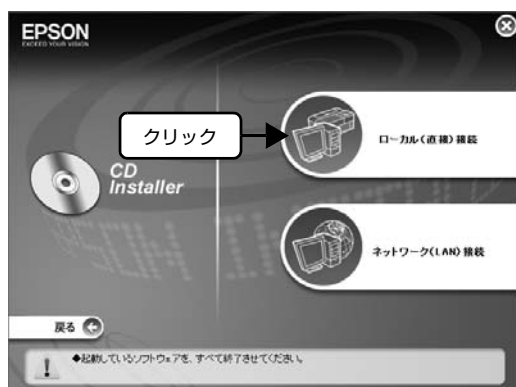 EPSON
EXCEED YOUR VISION
クリック
ローカル(直接)接続
CD
Installer
ネットワーク(LAN)接続
戻る
◆起動しているソフトウェアを、すべて終了させてください。